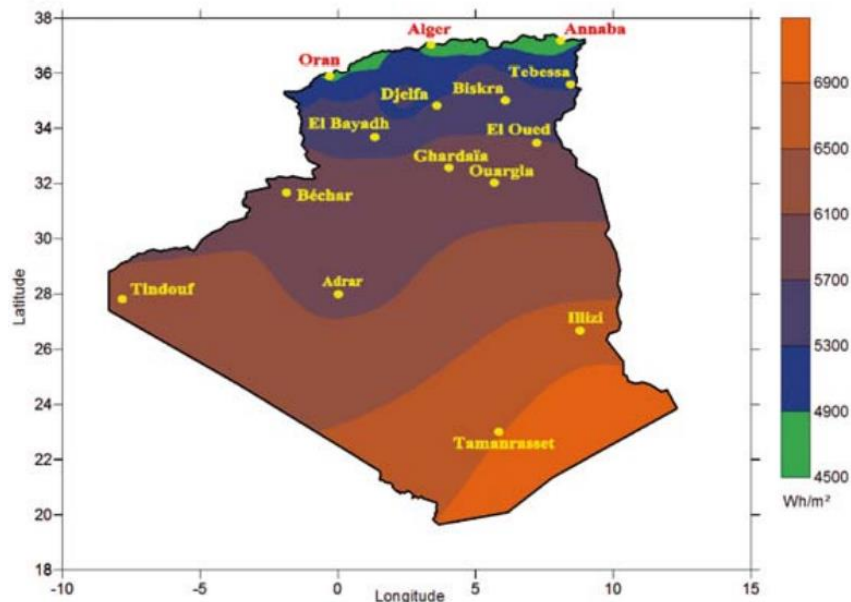 38
36
34
32
30
28
26
24
22
20
18
Latitude
-10
-5
0
5
10
15
Longitude
Alger
Annaba
Oran
Tebessa
Biskra
Djelfa
El Bayadh
El Oued
Ghardaïa
Ouargla
Béchar
Tindouf
Adrar
Illizi
Tamanrasset
6900
6500
6100
5700
5300
4900
4500
Wh/m²